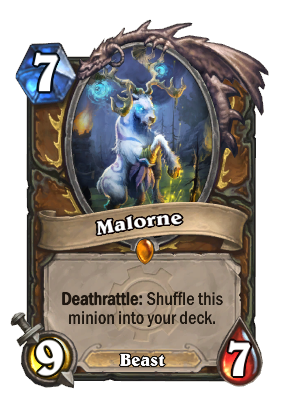 7
Malorne
Deathrattle: Shuffle this
minion into your deck.
9
Beast
7